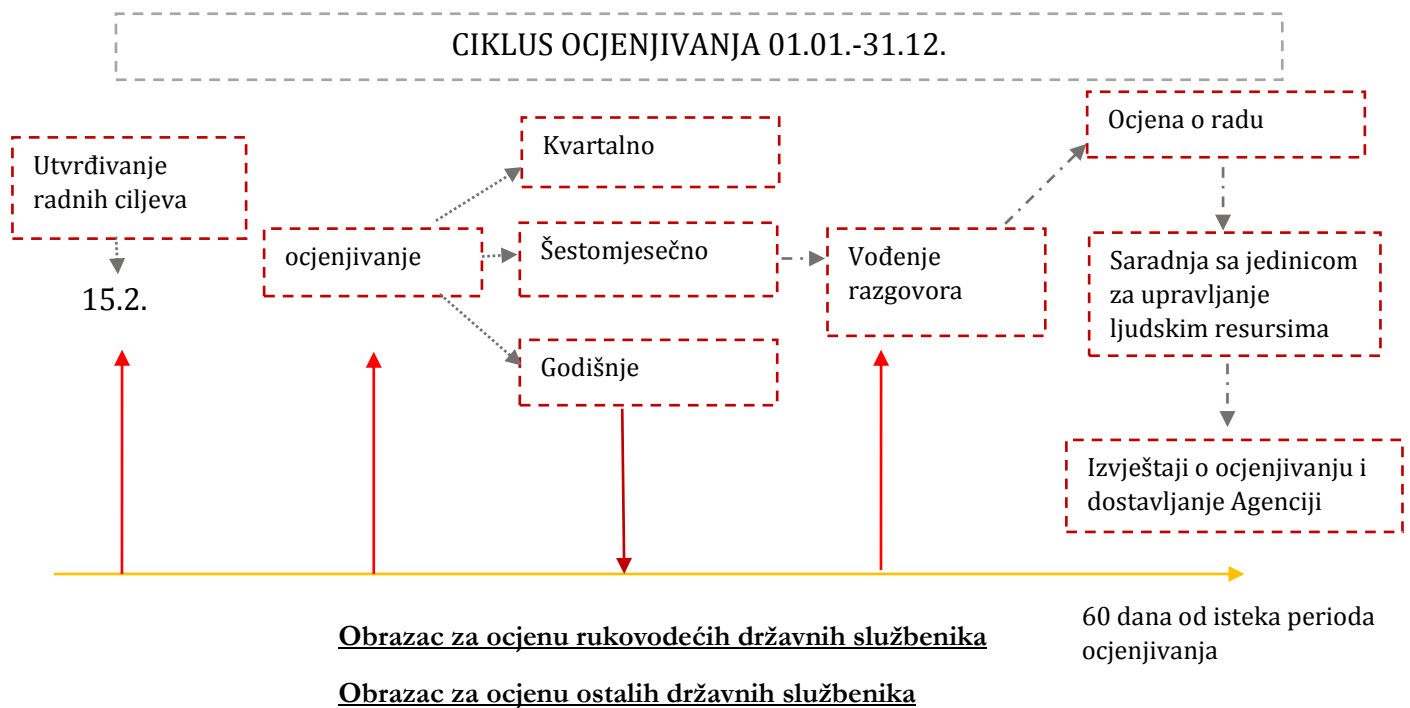 CIKLUS OCJENJIVANJA 01.01.-31.12.
Utvrđivanje
radnih ciljeva
15.2.
ocjenjivanje
Kvartalno
Šestomjesečno
Godišnje
Vođenje
razgovora
Ocjena o radu
Saradnja sa jedinicom
za upravljanje
ljudskim resursima
Izvještaji o ocjenjivanju i
dostavljanje Agenciji
60 dana od isteka perioda
ocjenjivanja
Obrazac za ocjenu rukovodećih državnih službenika
Obrazac za ocjenu ostalih državnih službenika